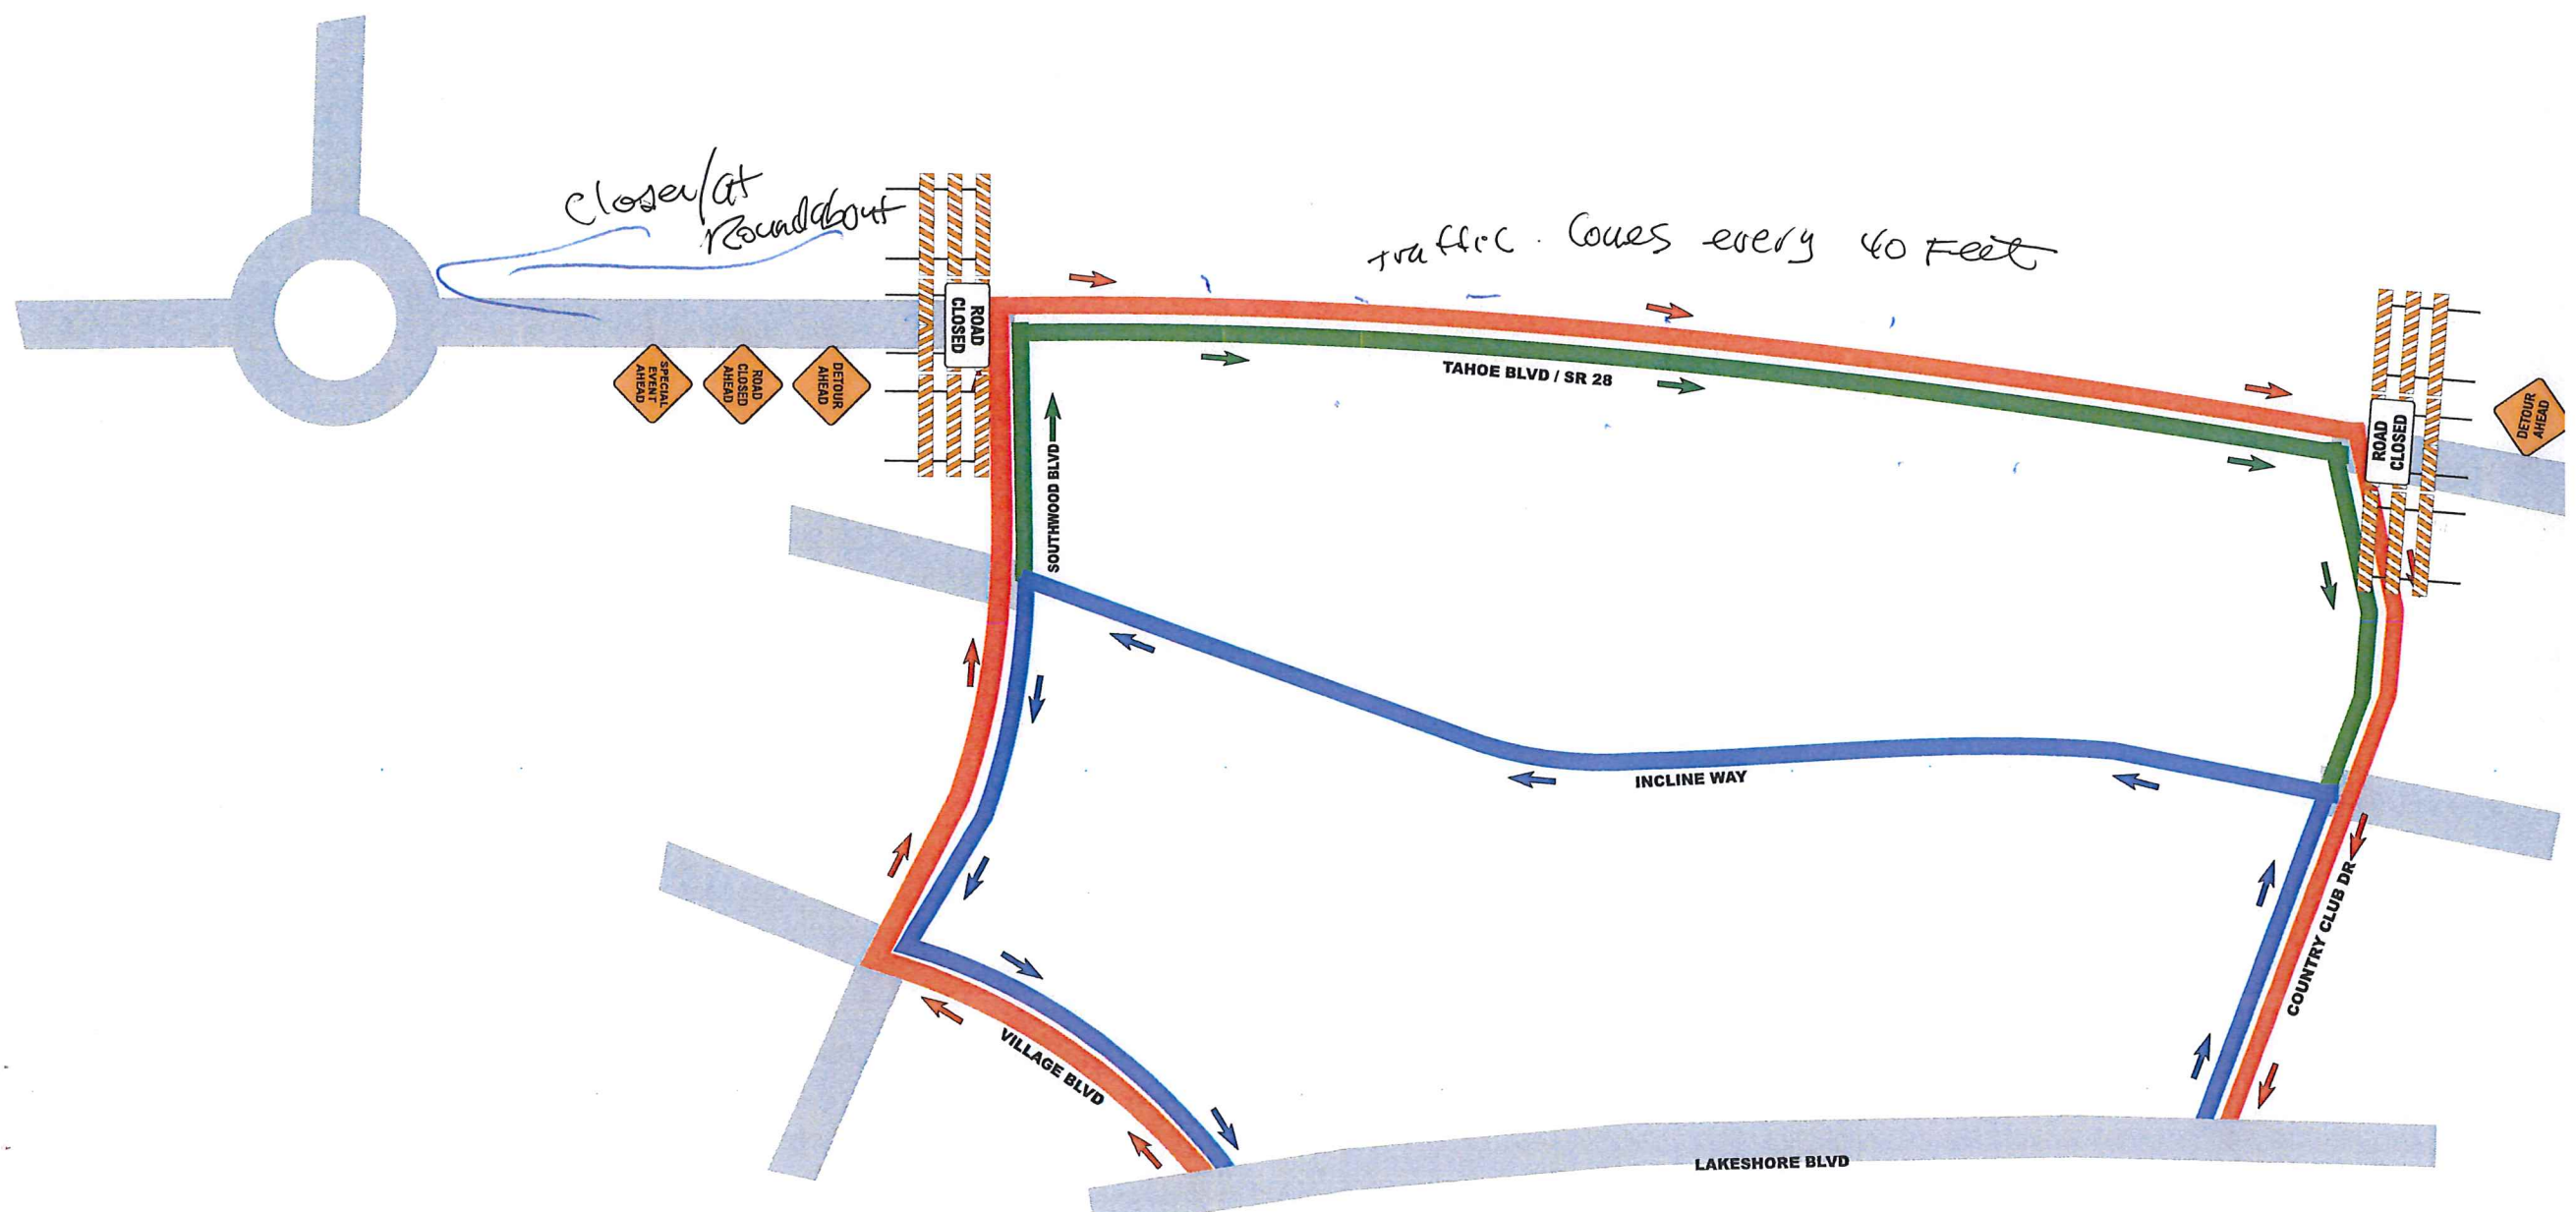 Closer/at
Roundabout
traffic Cones every 40 Feet
ROAD
CLOSED
ROAD
CLOSED
SPECIAL
EVENT
AHEAD
ROAD
CLOSED
AHEAD
DETOUR
AHEAD
DETOUR
AHEAD
TAHOE BLVD / SR 28
SOUTHWOOD BLVD
INCLINE WAY
COUNTRY CLUB DR
VILLAGE BLVD
LAKESHORE BLVD